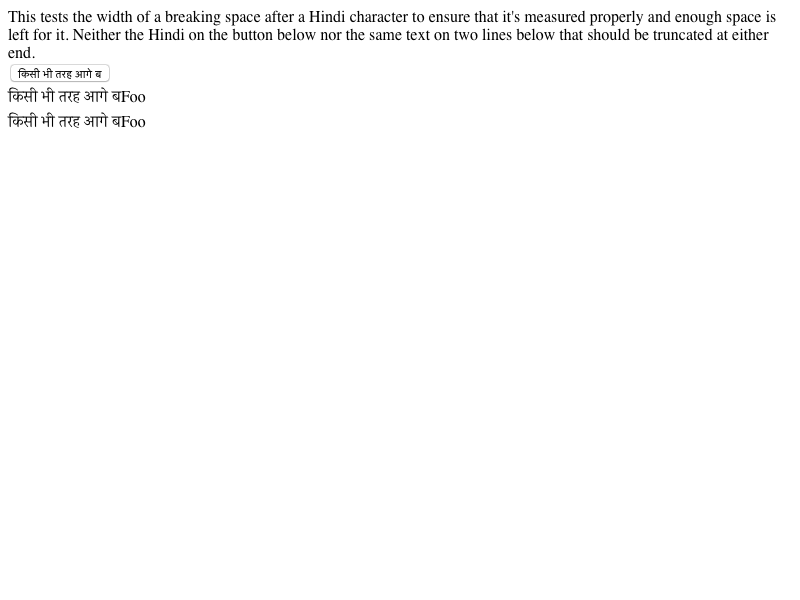 This tests the width of a breaking space after a Hindi character to ensure that it's measured properly and enough space is
left for it. Neither the Hindi on the button below nor the same text on two lines below that should be truncated at either
end.
किसी भी तरह आगे ब
किसी भी तरह आगे बFoo
किसी भी तरह आगे बFoo